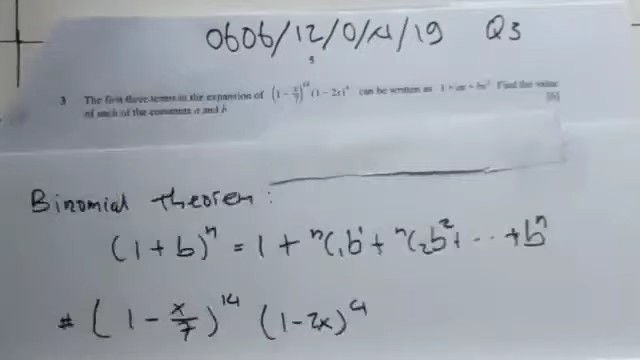 0606/12/O/N/19 Q3
3
3 The first three terms in the expansion of (1 - x/7)^14 (1 - 2x)^4 can be written as 1 + ax + bx². Find the value
of each of the constants a and b. [6]
Binomial theorem:
(1 + b)^n = 1 + ⁿC₁b¹ + ⁿC₂b² + ... + b^n
# (1 - x/7)^14 (1 - 2x)^4